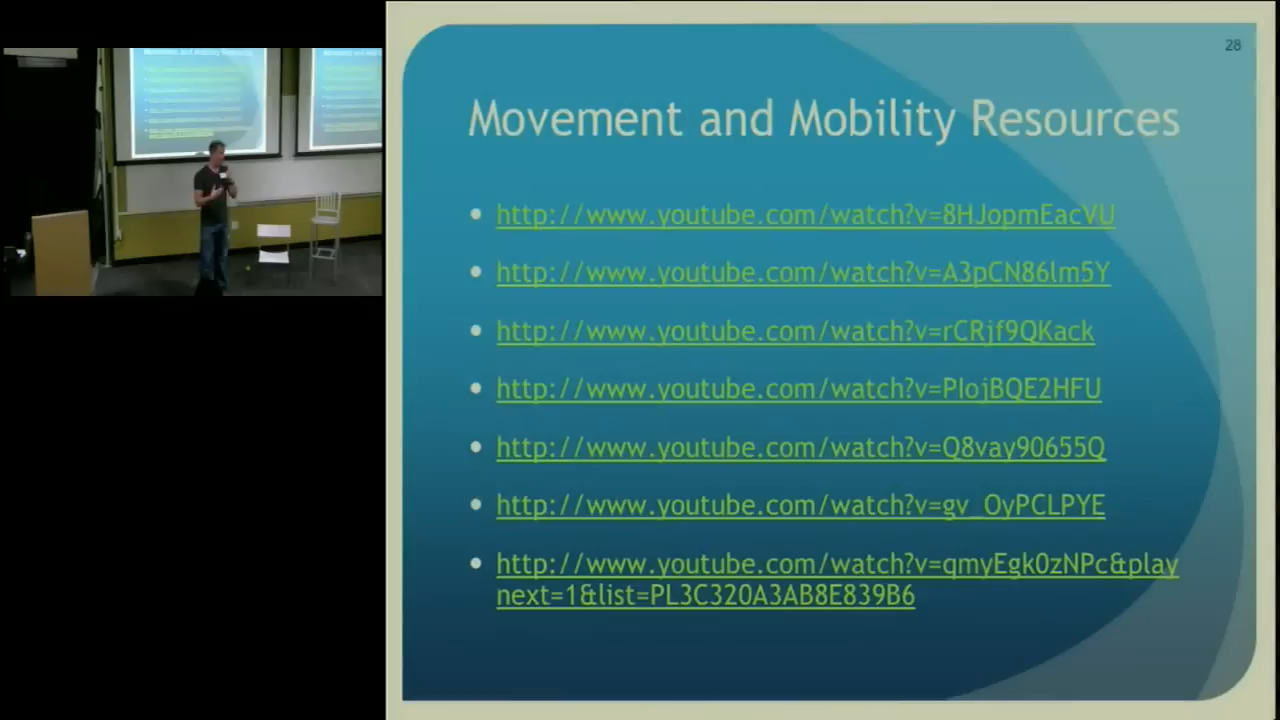 28
Movement and Mobility Resources
http://www.youtube.com/watch?v=8HJopmEacVU
http://www.youtube.com/watch?v=A3pCN86lm5Y
http://www.youtube.com/watch?v=rCRjf9QKack
http://www.youtube.com/watch?v=PIojBQE2HFU
http://www.youtube.com/watch?v=Q8vay90655Q
http://www.youtube.com/watch?v=gv_OyPCLPYE
http://www.youtube.com/watch?v=qmyEgk0zNPc&play
next=1&list=PL3C320A3AB8E839B6